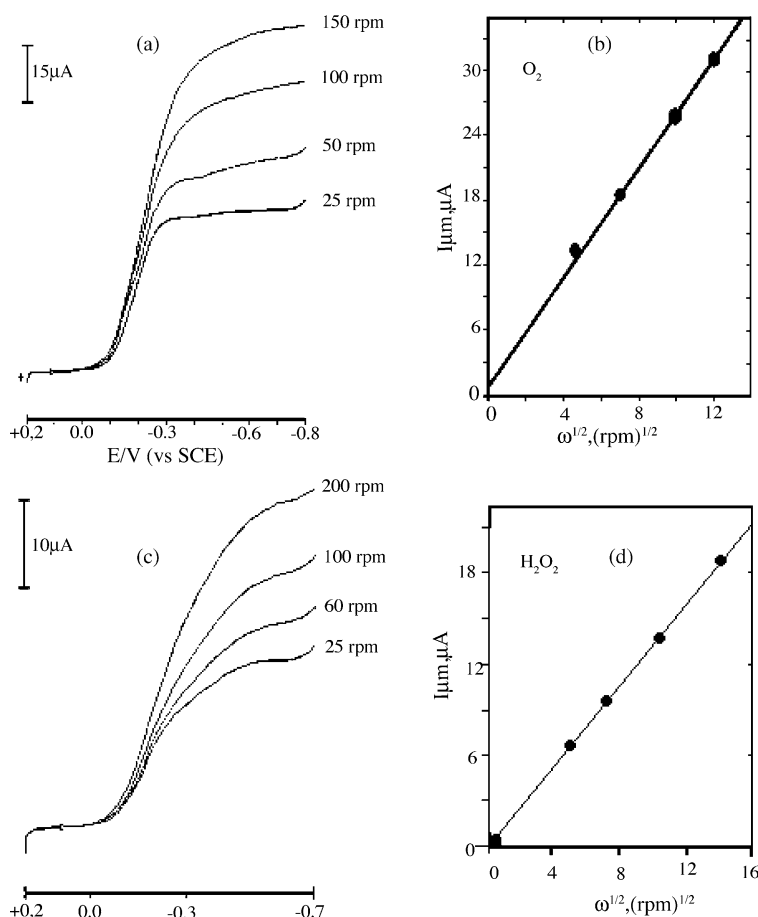 (a)
15μA
150 rpm
100 rpm
50 rpm
25 rpm
+
+0,2 0.0 -0.3 -0.6 -0.8
E/V (vs SCE)
(b)
O₂
30
24
18
12
6
0
Iμm,μA
0 4 8 12
ω¹/²,(rpm)¹/²
(c)
10μA
200 rpm
100 rpm
60 rpm
25 rpm
+0,2 0.0 -0.3 -0.7
H₂O₂ (d)
18
12
6
0
Iμm,μA
0 4 8 12 16
ω¹/²,(rpm)¹/²